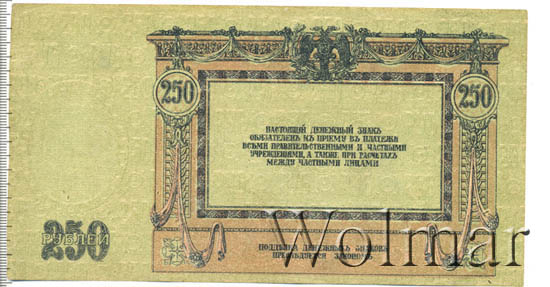 250
250
НАСТОЯЩІЙ ДЕНЕЖНЫЙ ЗНАКЪ
ОБЯЗАТЕЛЕНЪ КЪ ПРІЕМУ ВЪ ПЛАТЕЖИ
ВСѢМИ ПРАВИТЕЛЬСТВЕННЫМИ И ЧАСТНЫМИ
УЧРЕЖДЕНІЯМИ, А ТАКЖЕ ПРИ РАСЧЕТАХЪ
МЕЖДУ ЧАСТНЫМИ ЛИЦАМИ
250
РУБЛЕЙ
ПОДДѢЛКА ДЕНЕЖНЫХЪ ЗНАКОВЪ
ПРЕСЛѢДУЕТСЯ ЗАКОНОМЪ
Wolmar